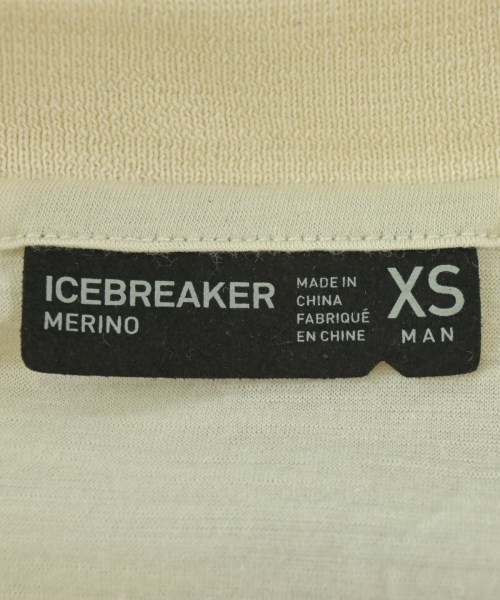 ICEBREAKER
MERINO
MADE IN
CHINA
FABRIQUÉ
EN CHINE
XS
MAN